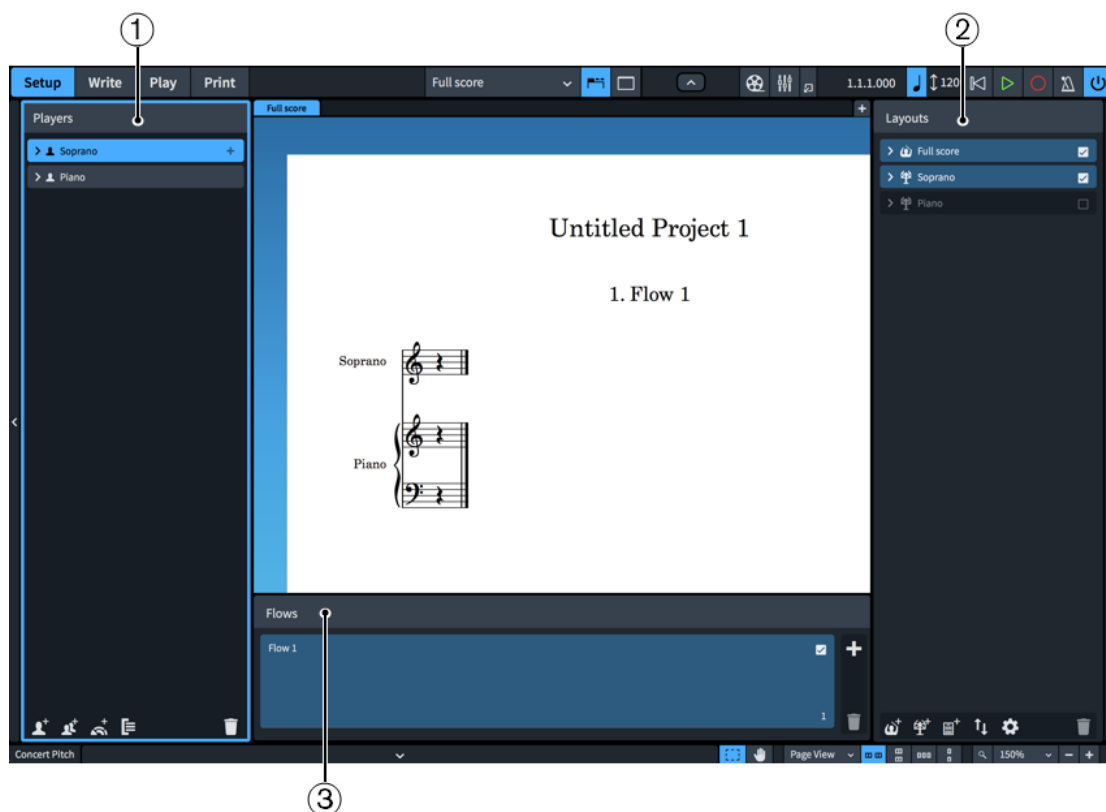 ① ②
Setup Write Play Print Full score 1.1.1.000 120
Players Full score Layouts
Soprano Full score
Piano Soprano
Piano
Untitled Project 1
1. Flow 1
Soprano
Piano
Flows
Flow 1
1
Concert Pitch Page View 150%
③